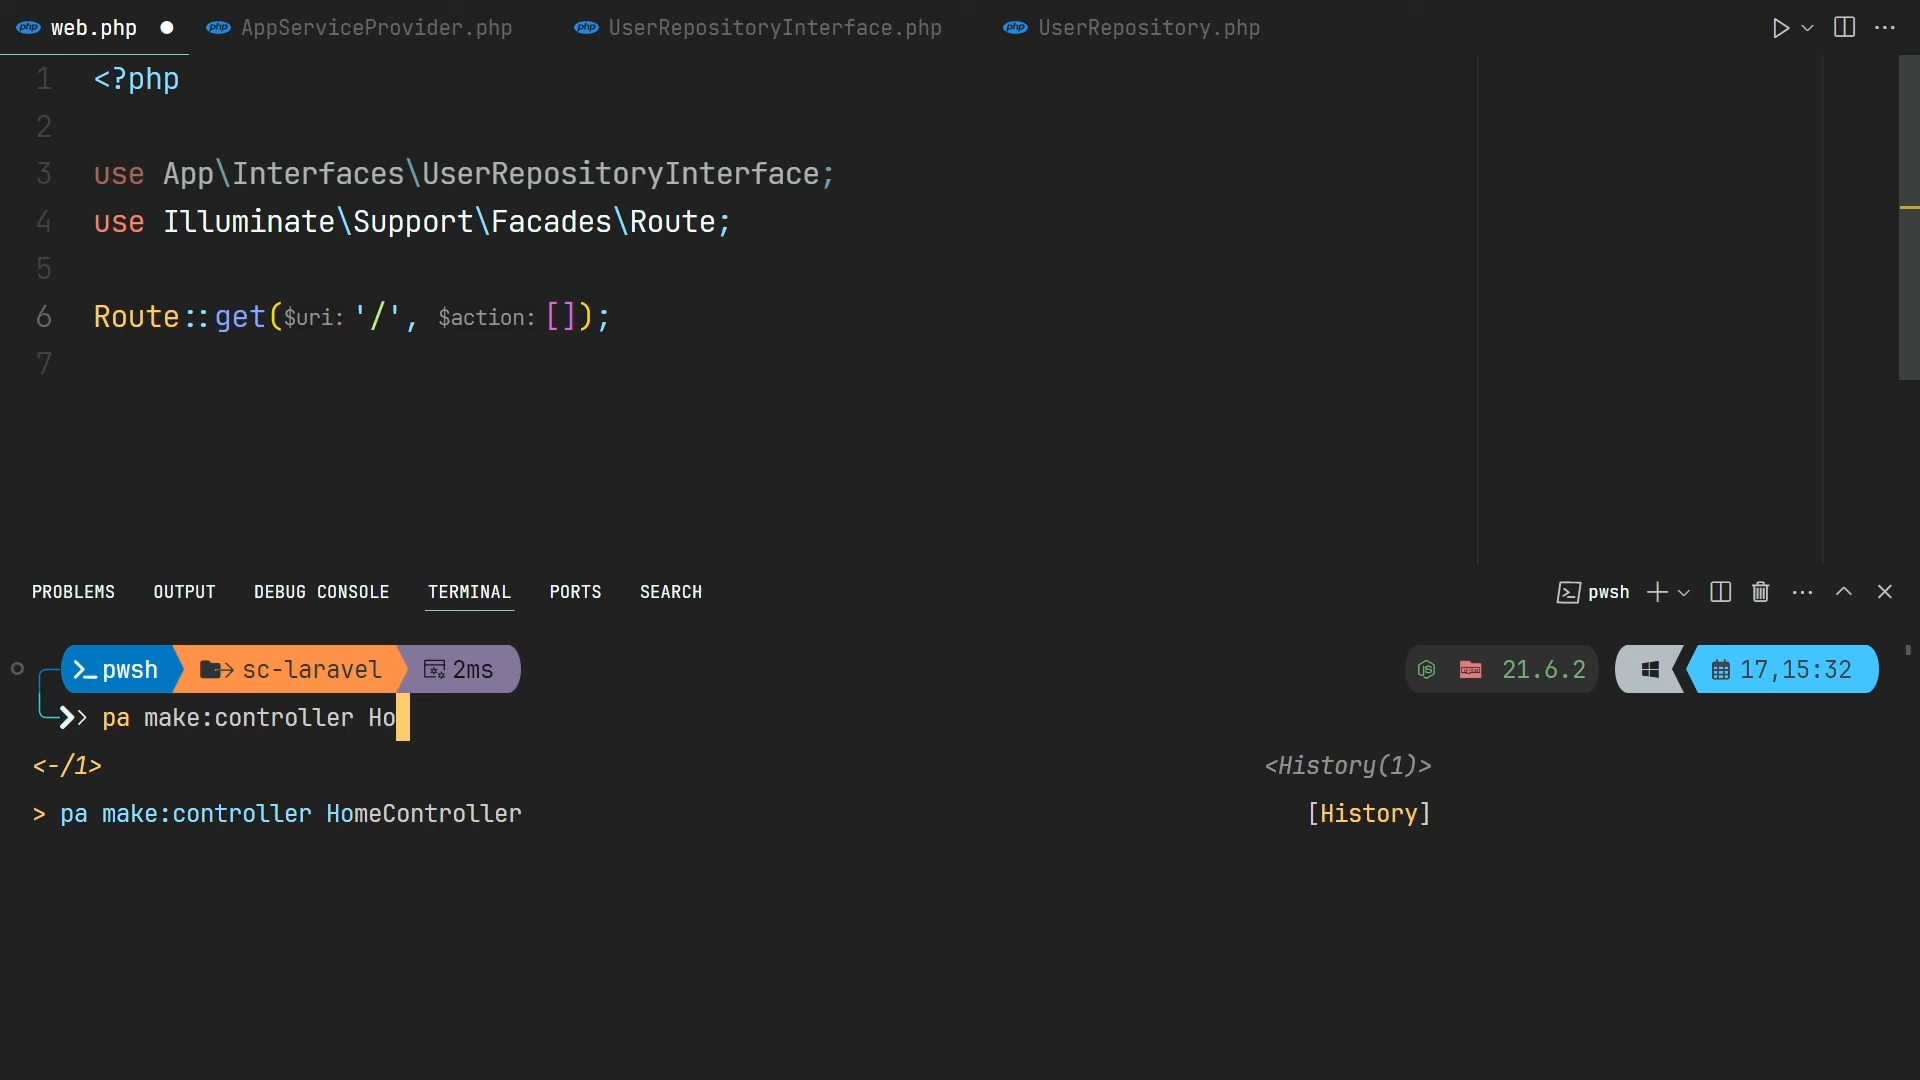 web.php AppServiceProvider.php UserRepositoryInterface.php UserRepository.php
1 <?php
2
3 use App\Interfaces\UserRepositoryInterface;
4 use Illuminate\Support\Facades\Route;
5
6 Route::get($uri: '/', $action: []);
7
PROBLEMS OUTPUT DEBUG CONSOLE TERMINAL PORTS SEARCH pwsh
pwsh sc-laravel 2ms 21.6.2 17,15:32
pa make:controller Ho
<-/1> <History(1)>
> pa make:controller HomeController [History]